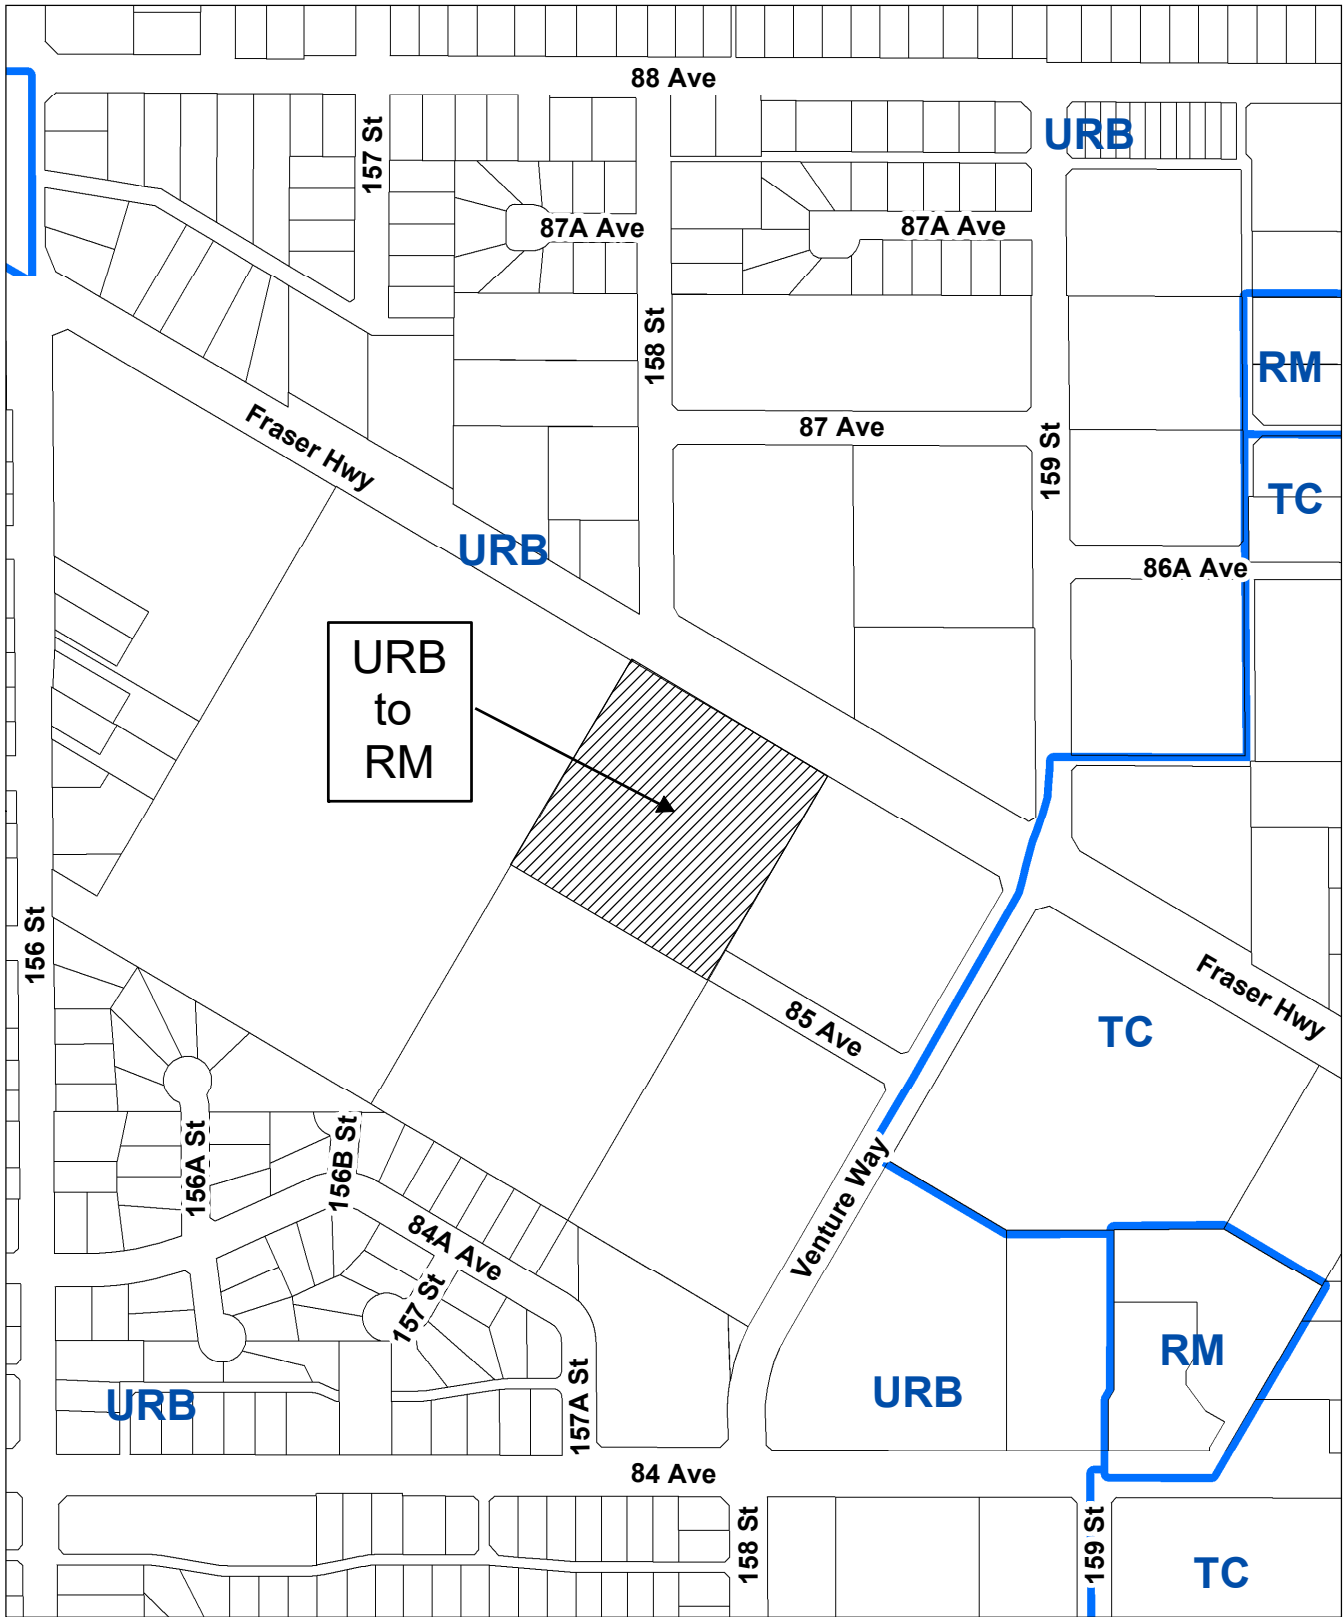 88 Ave
157 St
URB
87A Ave
87A Ave
158 St
RM
Fraser Hwy
87 Ave
159 St
TC
URB
86A Ave
URB
to
RM
156 St
Fraser Hwy
85 Ave
TC
156A St
156B St
Venture Way
84A Ave
157 St
RM
URB
URB
157A St
84 Ave
158 St
159 St
TC